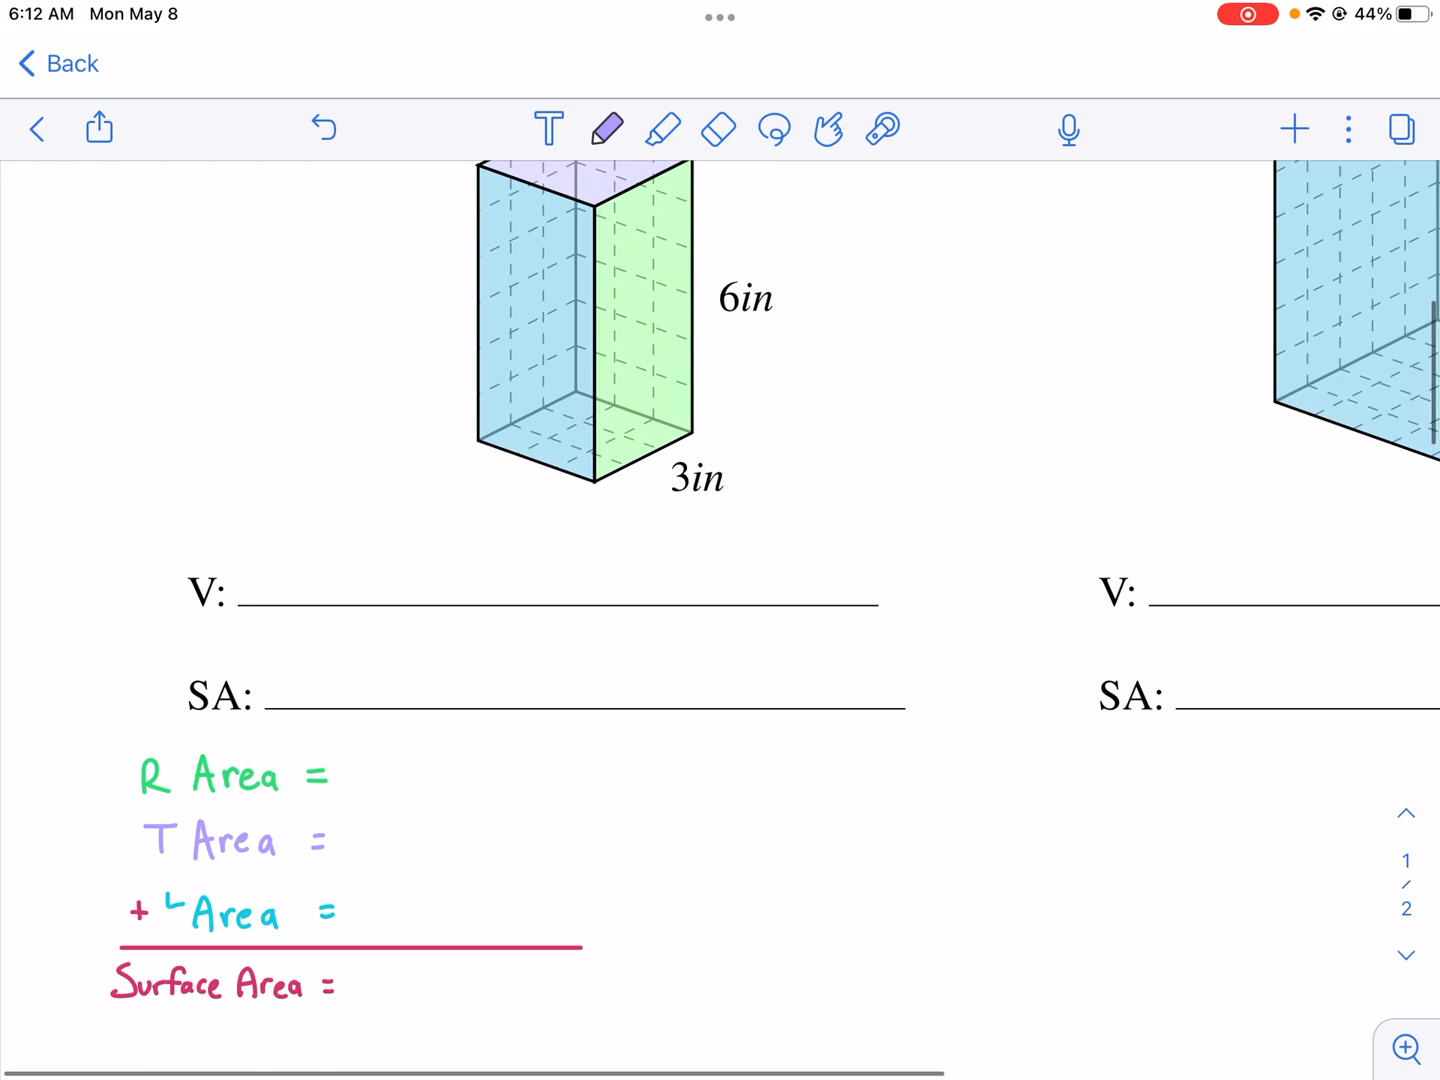 6:12 AM Mon May 8 44%
Back
6in
3in
V:
V:
SA:
SA:
R Area =
T Area =
+ L Area =
Surface Area =
1
/
2